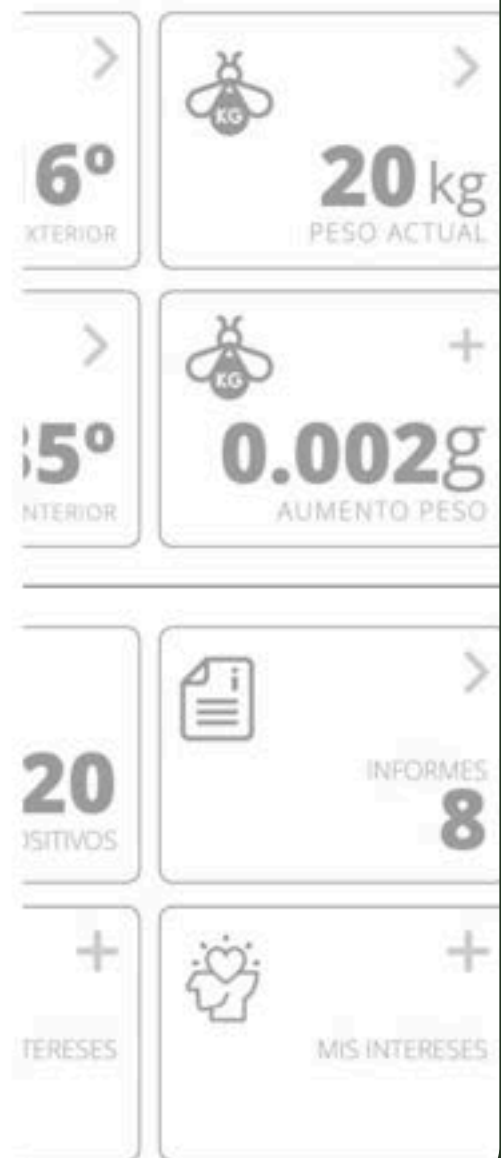 6º
KG
20 kg
XTERIOR
PESO ACTUAL
5º
KG
0.002g
NTERIOR
AUMENTO PESO
20
INFORMES
8
SITIVOS
TERESES
MIS INTERESES